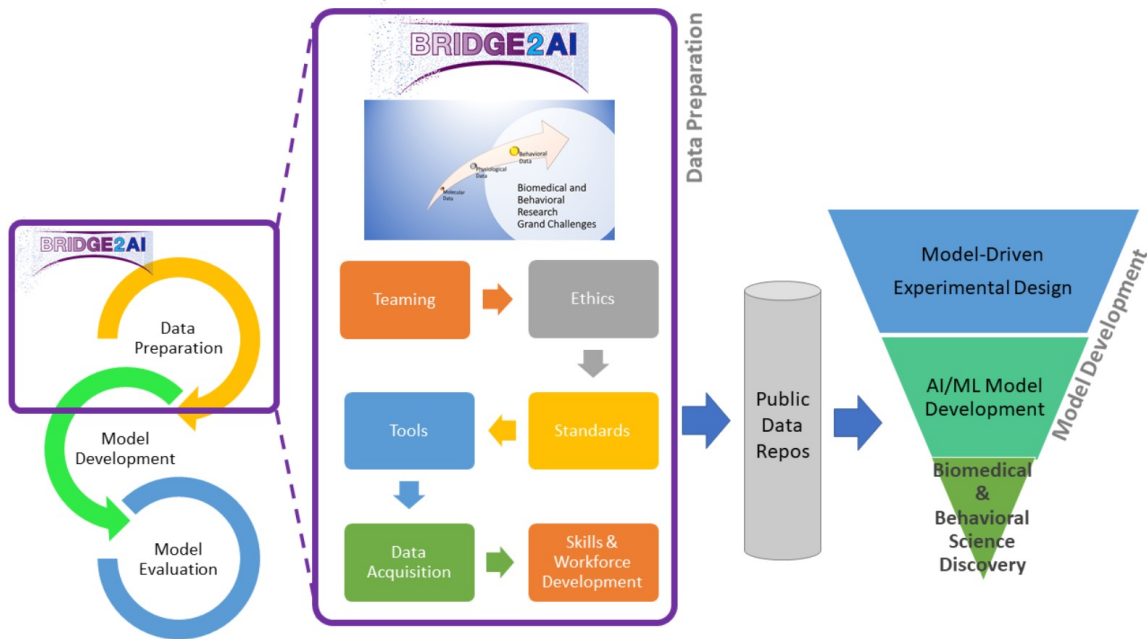 BRIDGE2AI
Data
Preparation
Model
Development
Model
Evaluation
BRIDGE2AI
Molecular
Data
Physiological
Data
Behavioral
Data
Biomedical and
Behavioral
Research
Grand Challenges
Teaming
Ethics
Tools
Standards
Data
Acquisition
Skills &
Workforce
Development
Data Preparation
Public
Data
Repos
Model-Driven
Experimental Design
AI/ML Model
Development
Biomedical
&
Behavioral
Science
Discovery
Model Development